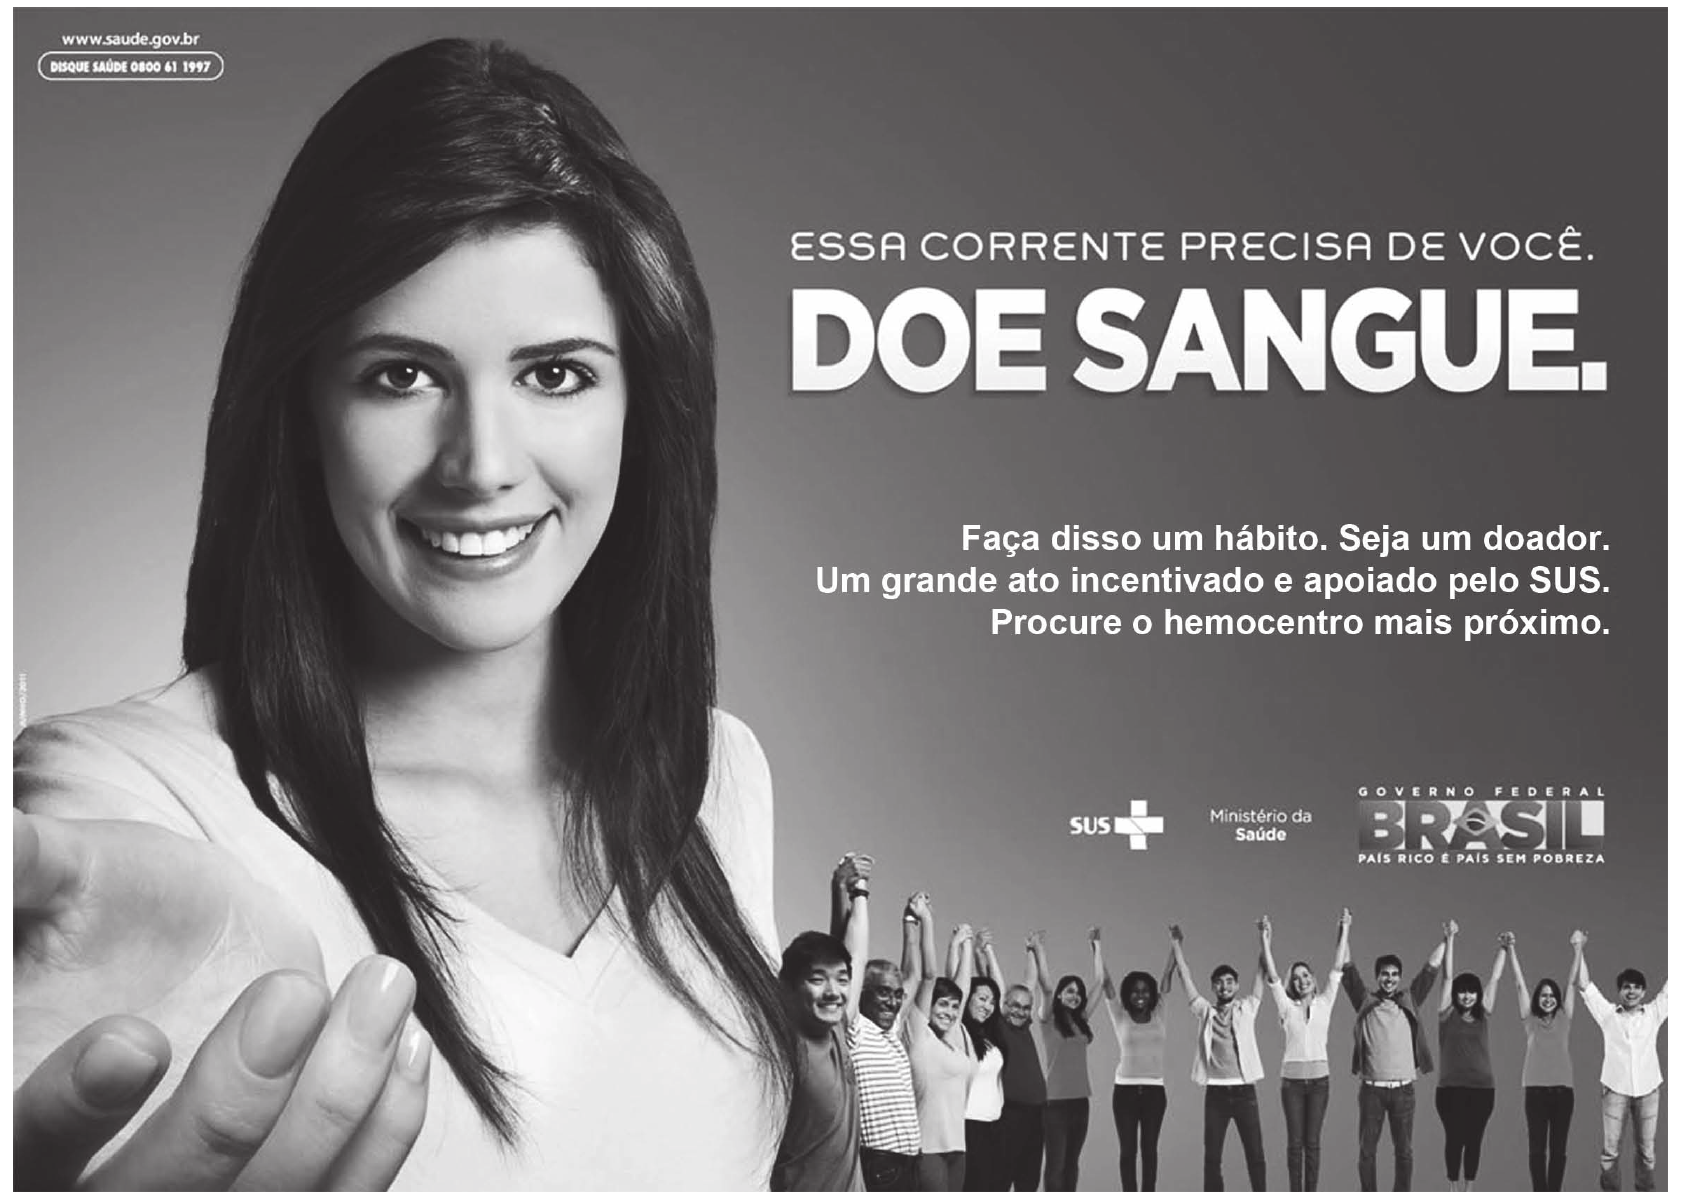 www.saude.gov.br
DISQUE SAÚDE 0800 61 1997
ESSA CORRENTE PRECISA DE VOCÊ.
DOE SANGUE.
Faça disso um hábito. Seja um doador.
Um grande ato incentivado e apoiado pelo SUS.
Procure o hemocentro mais próximo.
JUNHO/2011
SUS
Ministério da
Saúde
GOVERNO FEDERAL
BRASIL
PAÍS RICO É PAÍS SEM POBREZA